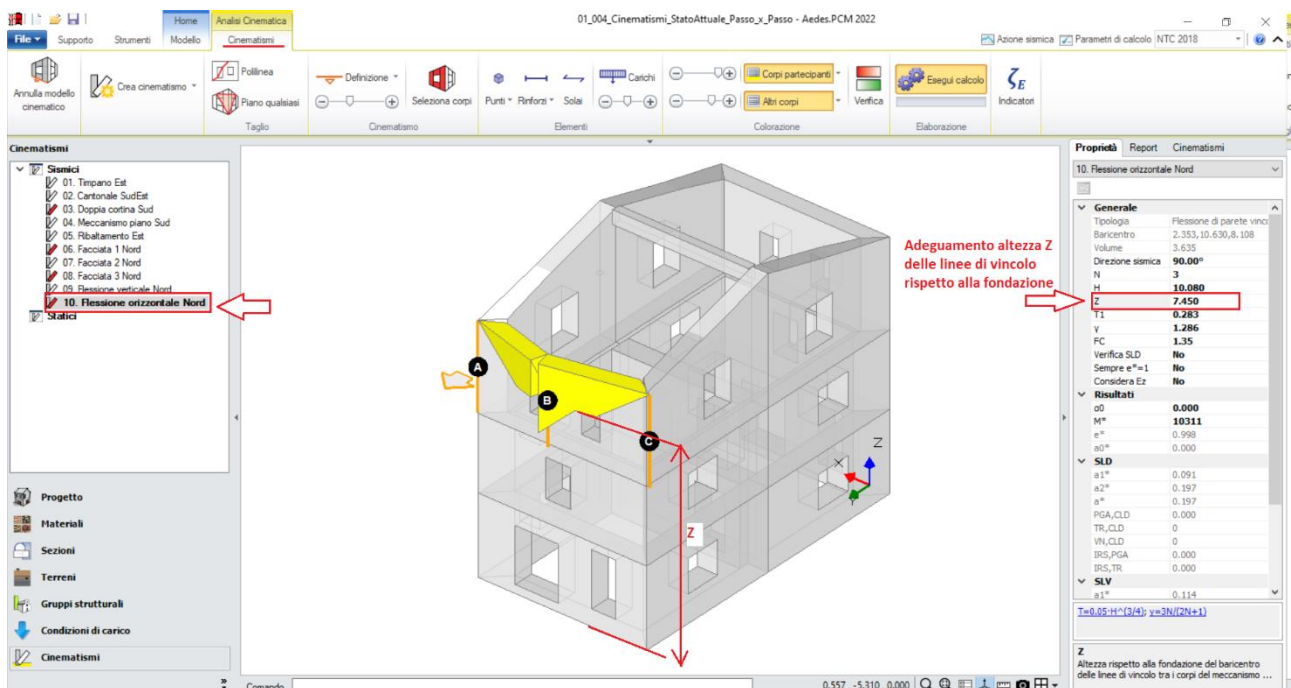 01_004_Cinematismi_StatoAttuale_Passo_x_Passo - Aedes.PCM 2022
Home
Analisi Cinematica
File
Supporto
Strumenti
Modello
Cinematismi
Azione sismica
Parametri di calcolo
NTC 2018
Annulla modello
cinematico
Crea cinematismo
Polilinea
Piano qualsiasi
Taglio
Definizione
Seleziona corpi
Cinematismo
Punti
Rinforzi
Solai
Carichi
Elementi
Corpi partecipanti
Altri corpi
Verifica
Colorazione
Esegui calcolo
Elaborazione
ζE
Indicatori
Cinematismi
Sismici
01. Timpano Est
02. Cantonale SudEst
03. Doppia cortina Sud
04. Meccanismo piano Sud
05. Ribaltamento Est
06. Facciata 1 Nord
07. Facciata 2 Nord
08. Facciata 3 Nord
09. Flessione verticale Nord
10. Flessione orizzontale Nord
Statici
Progetto
Materiali
Sezioni
Terreni
Gruppi strutturali
Condizioni di carico
Cinematismi
A
B
C
Z
Z
X
Y
Adeguamento altezza Z
delle linee di vincolo
rispetto alla fondazione
Comando
0.557 -5.310 0.000
Proprietà Report Cinematismi
10. Flessione orizzontale Nord
Generale
Tipologia Flessione di parete vinco
Baricentro 2.353,10.630,8.108
Volume 3.635
Direzione sismica 90.00°
N 3
H 10.080
Z 7.450
T1 0.283
γ 1.286
FC 1.35
Verifica SLD No
Sempre e*=1 No
Considera Ez No
Risultati
α0 0.000
M* 10311
e* 0.998
a0* 0.000
SLD
a1* 0.091
a2* 0.197
a* 0.197
PGA,CLD 0.000
TR,CLD 0
VN,CLD 0
IRS,PGA 0.000
IRS,TR 0.000
SLV
a1* 0.114
T=0.05·H^(3/4); γ=3N/(2N+1)
Z
Altezza rispetto alla fondazione del baricentro
delle linee di vincolo tra i corpi del meccanismo ...